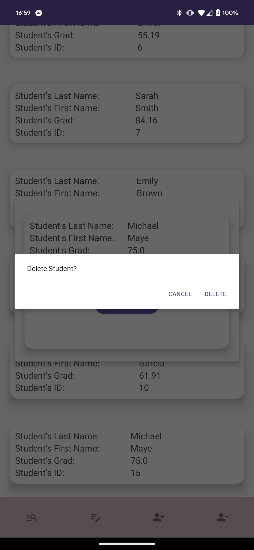 16:59 100%
Student's Grad: 55.19
Student's ID: 6
Student's Last Name: Sarah
Student's First Name: Smith
Student's Grad: 84.16
Student's ID: 7
Student's Last Name: Emily
Student's First Name: Brown
Student's Last Name: Michael
Student's First Name. Maye
Student's Grad: 75.0
Delete Student?
CANCEL DELETE
Student's First Name: Garcia
Student's Grad: 61.91
Student's ID: 10
Student's Last Name Michael
Student's First Name: Maye
Student's Grad: 75.0
Student's ID: 15